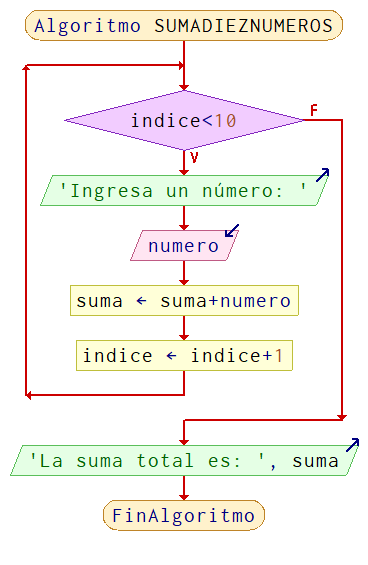 Algoritmo SUMADIEZNUMEROS
indice<10
F
V
'Ingresa un número: '
numero
suma ← suma+numero
indice ← indice+1
'La suma total es: ', suma
FinAlgoritmo